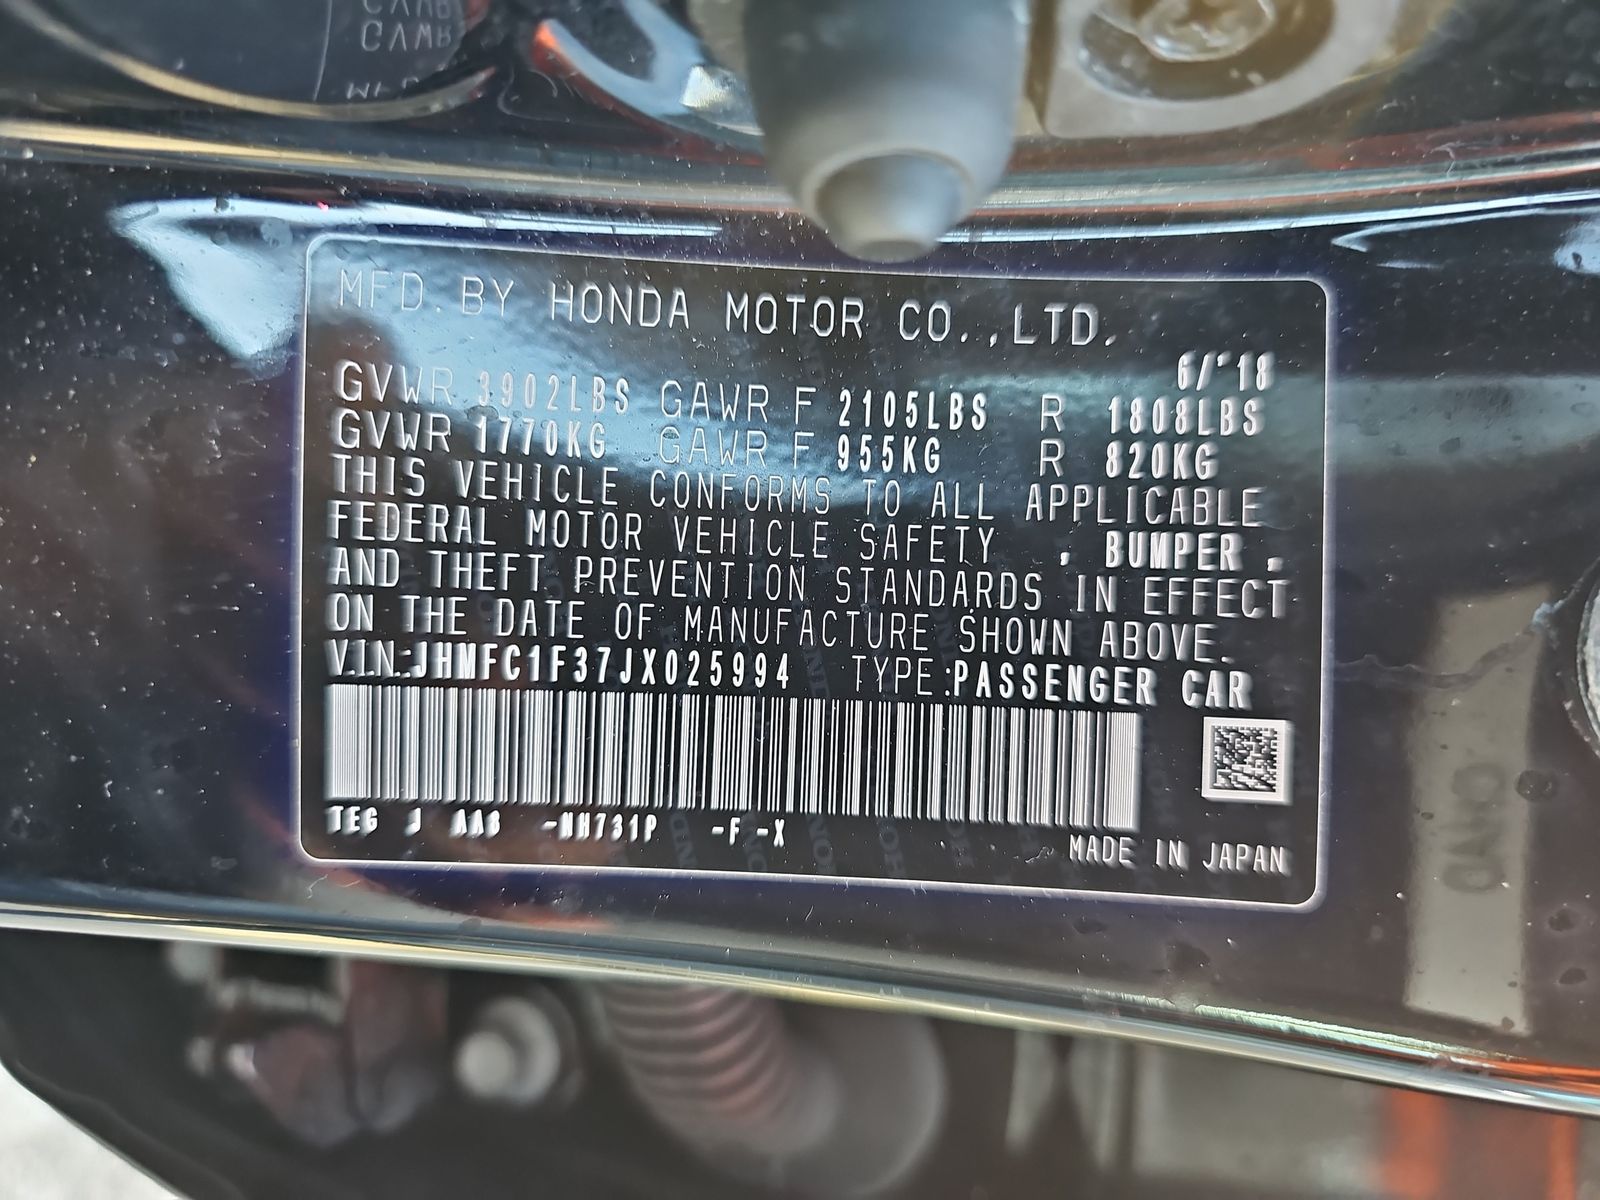 MFD. BY HONDA MOTOR CO.,LTD.
6/'18
GVWR 3902LBS GAWR F 2105LBS R 1808LBS
GVWR 1770KG GAWR F 955KG R 820KG
THIS VEHICLE CONFORMS TO ALL APPLICABLE
FEDERAL MOTOR VEHICLE SAFETY , BUMPER ,
AND THEFT PREVENTION STANDARDS IN EFFECT
ON THE DATE OF MANUFACTURE SHOWN ABOVE.
VIN:JHMFC1F37JX025994 TYPE:PASSENGER CAR
TEG J AA8 -NH731P -F -X
MADE IN JAPAN